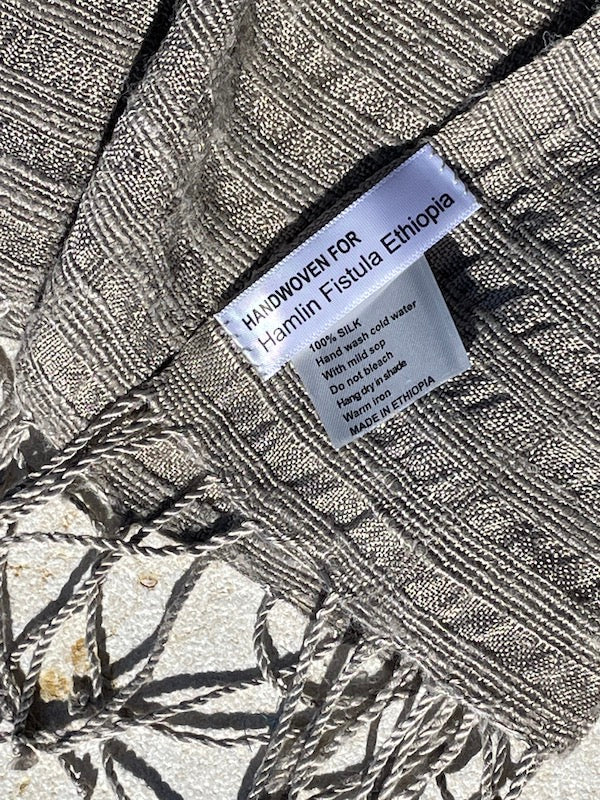 HANDWOVEN FOR
Hamlin Fistula Ethiopia
100% SILK
Hand wash cold water
With mild sop
Do not bleach
Hang dry in shade
Warm iron
MADE IN ETHIOPIA